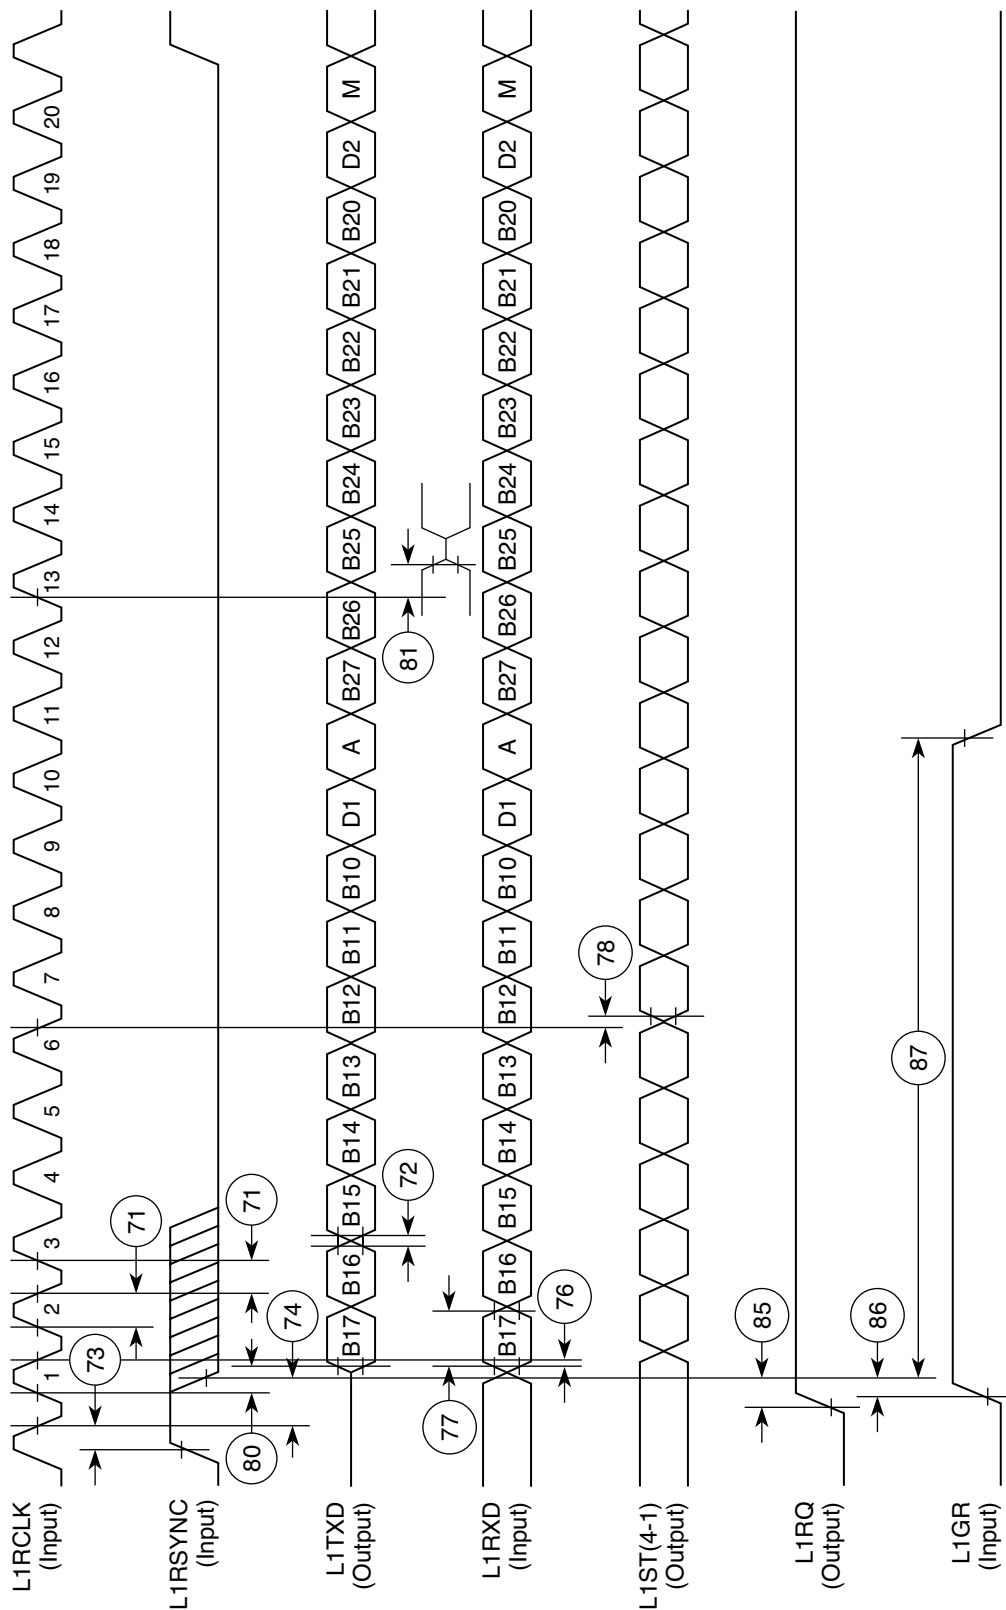 L1RCLK
(Input)
1 2 3 4 5 6 7 8 9 10 11 12 13 14 15 16 17 18 19 20
73
71
L1RSYNC
(Input)
80
74
71
L1TXD
(Output)
B17 B16 B15 B14 B13 B12 B11 B10 D1 A B27 B26 B25 B24 B23 B22 B21 B20 D2 M
72
81
77
L1RXD
(Input)
B17 B16 B15 B14 B13 B12 B11 B10 D1 A B27 B26 B25 B24 B23 B22 B21 B20 D2 M
76
78
L1ST(4-1)
(Output)
85
L1RQ
(Output)
86
87
L1GR
(Input)